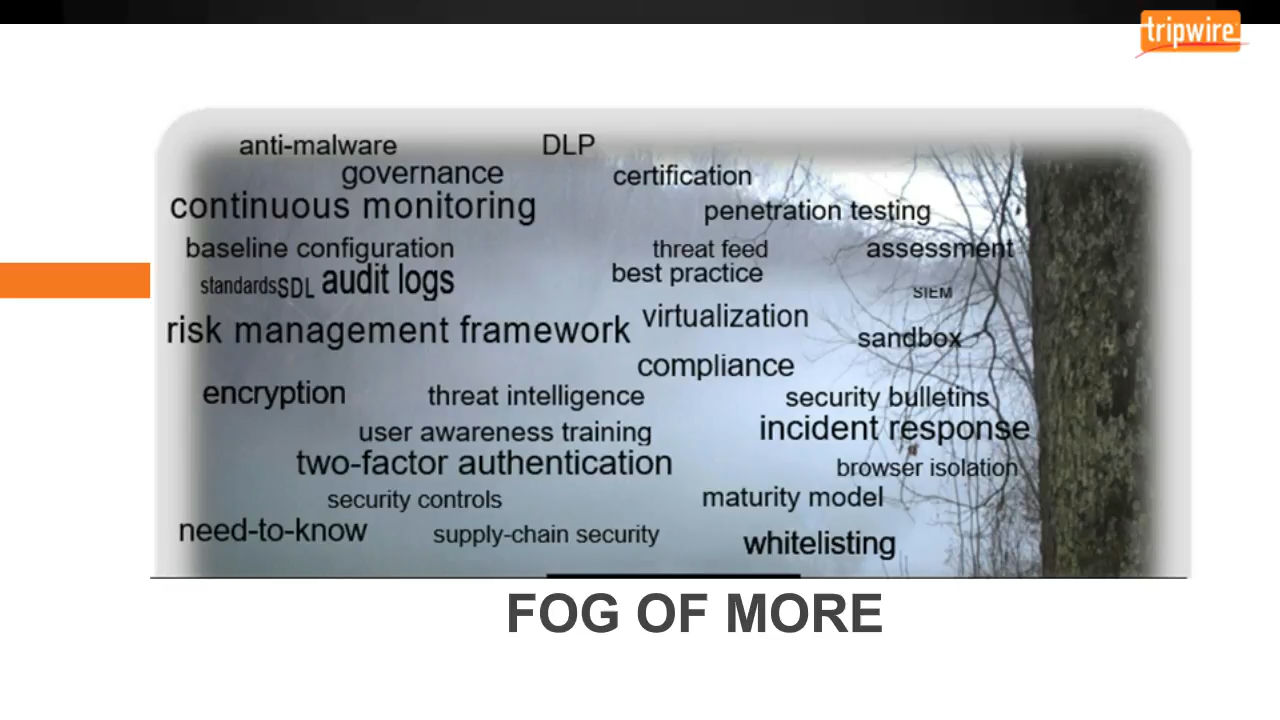 tripwire
anti-malware DLP
governance certification
continuous monitoring penetration testing
baseline configuration threat feed assessment
standards SDL audit logs best practice
SIEM
risk management framework virtualization
sandbox
compliance
encryption threat intelligence security bulletins
user awareness training incident response
two-factor authentication browser isolation
security controls maturity model
need-to-know supply-chain security whitelisting
FOG OF MORE